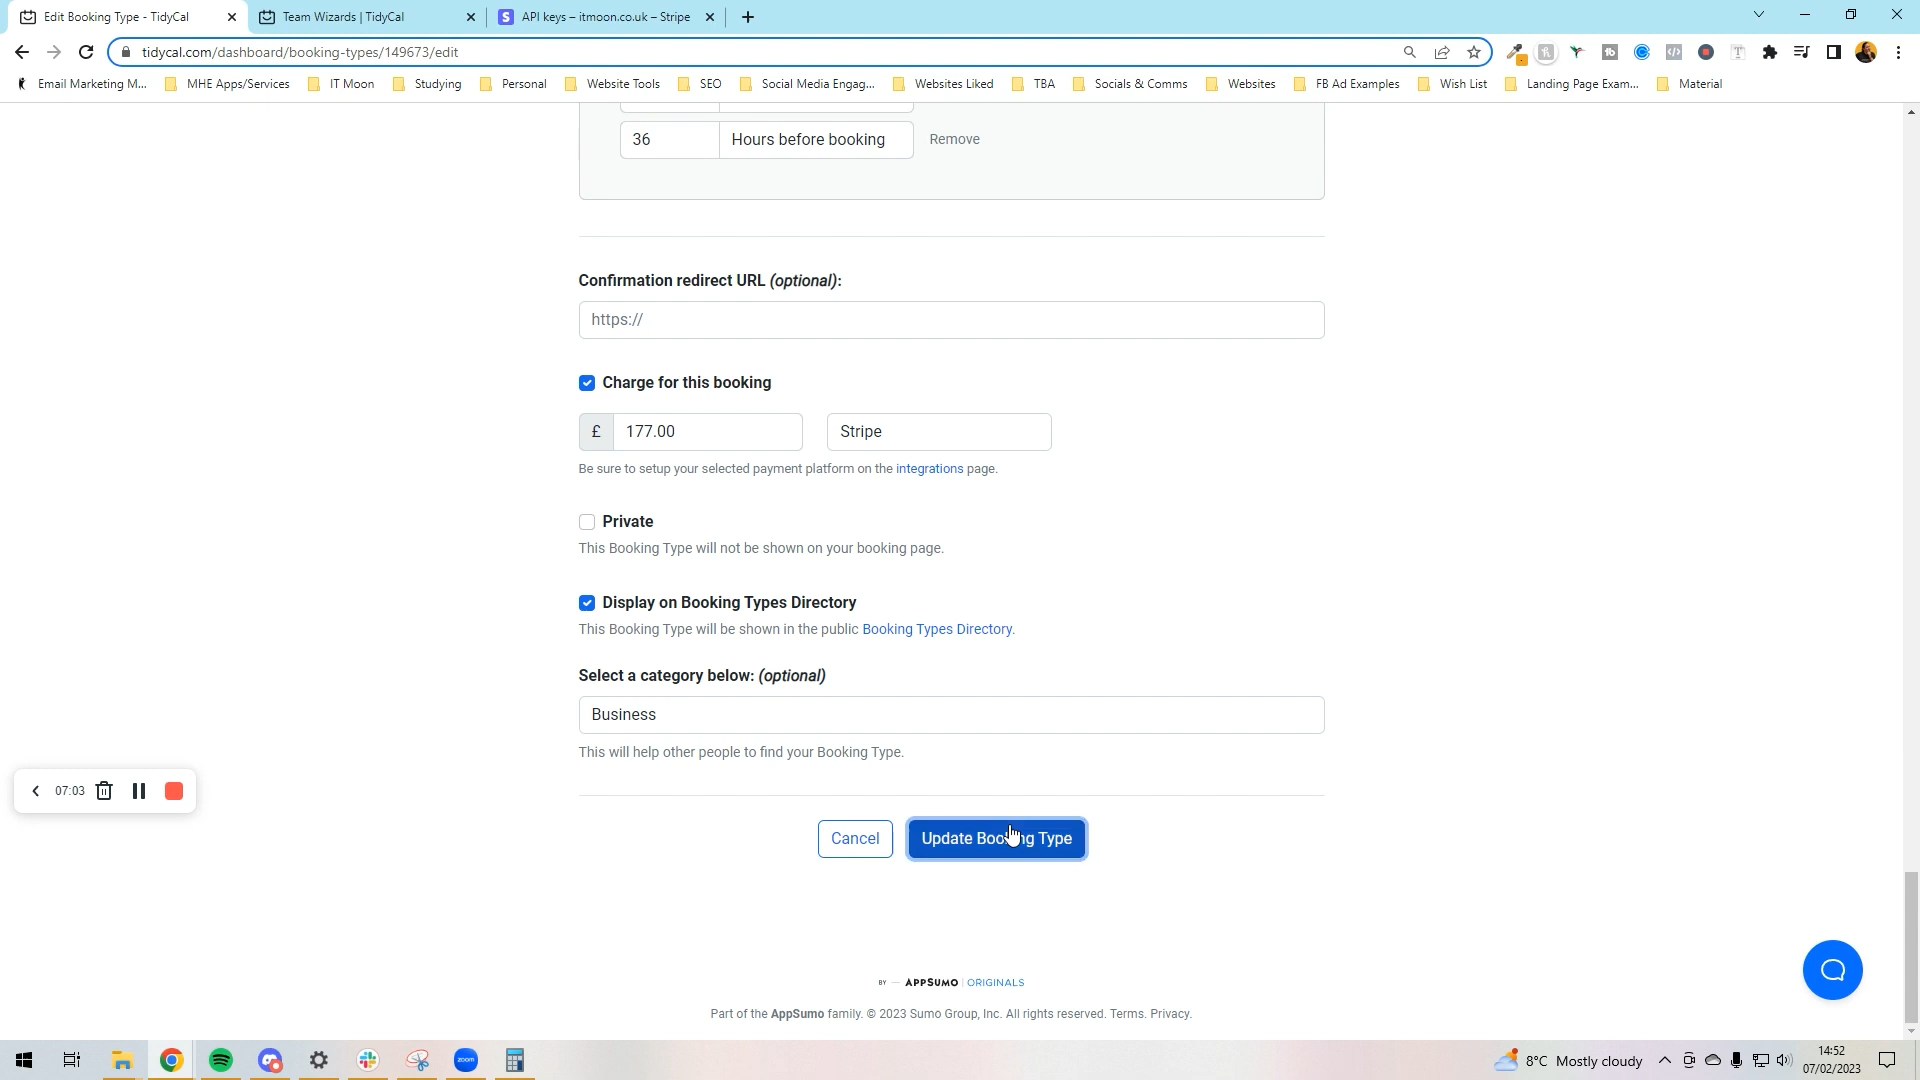 Edit Booking Type - TidyCal
Team Wizards | TidyCal
API keys – itmoon.co.uk – Stripe
tidycal.com/dashboard/booking-types/149673/edit
Email Marketing M...
MHE Apps/Services
IT Moon
Studying
Personal
Website Tools
SEO
Social Media Engag...
Websites Liked
TBA
Socials & Comms
Websites
FB Ad Examples
Wish List
Landing Page Exam...
Material
36
Hours before booking
Remove
Confirmation redirect URL (optional):
https://
Charge for this booking
£
177.00
Stripe
Be sure to setup your selected payment platform on the integrations page.
Private
This Booking Type will not be shown on your booking page.
Display on Booking Types Directory
This Booking Type will be shown in the public Booking Types Directory.
Select a category below: (optional)
Business
This will help other people to find your Booking Type.
07:03
Cancel
Update Booking Type
BY — APPSUMO | ORIGINALS
Part of the AppSumo family. © 2023 Sumo Group, Inc. All rights reserved. Terms. Privacy.
zoom
8°C Mostly cloudy
14:52
07/02/2023